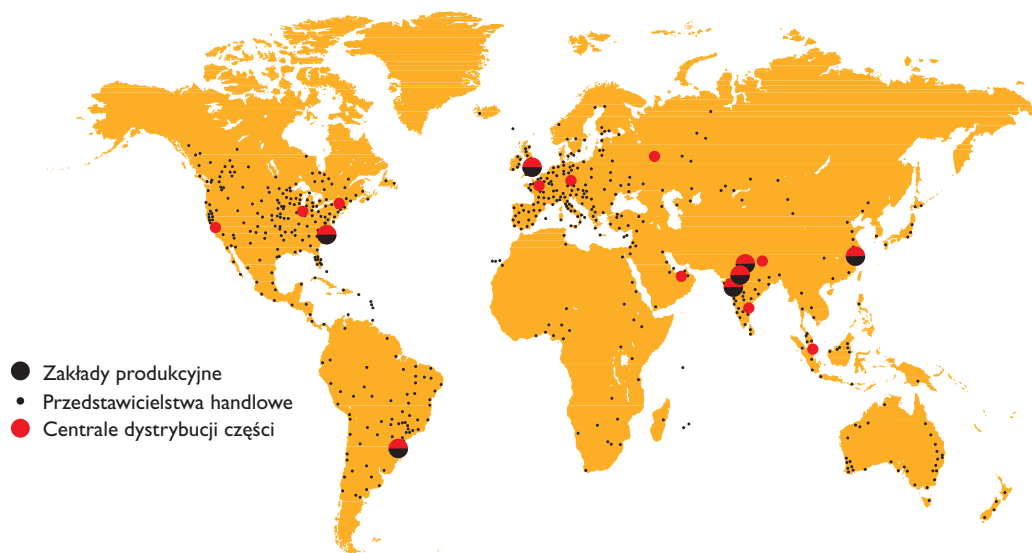 Zakłady produkcyjne
Przedstawicielstwa handlowe
Centrale dystrybucji części